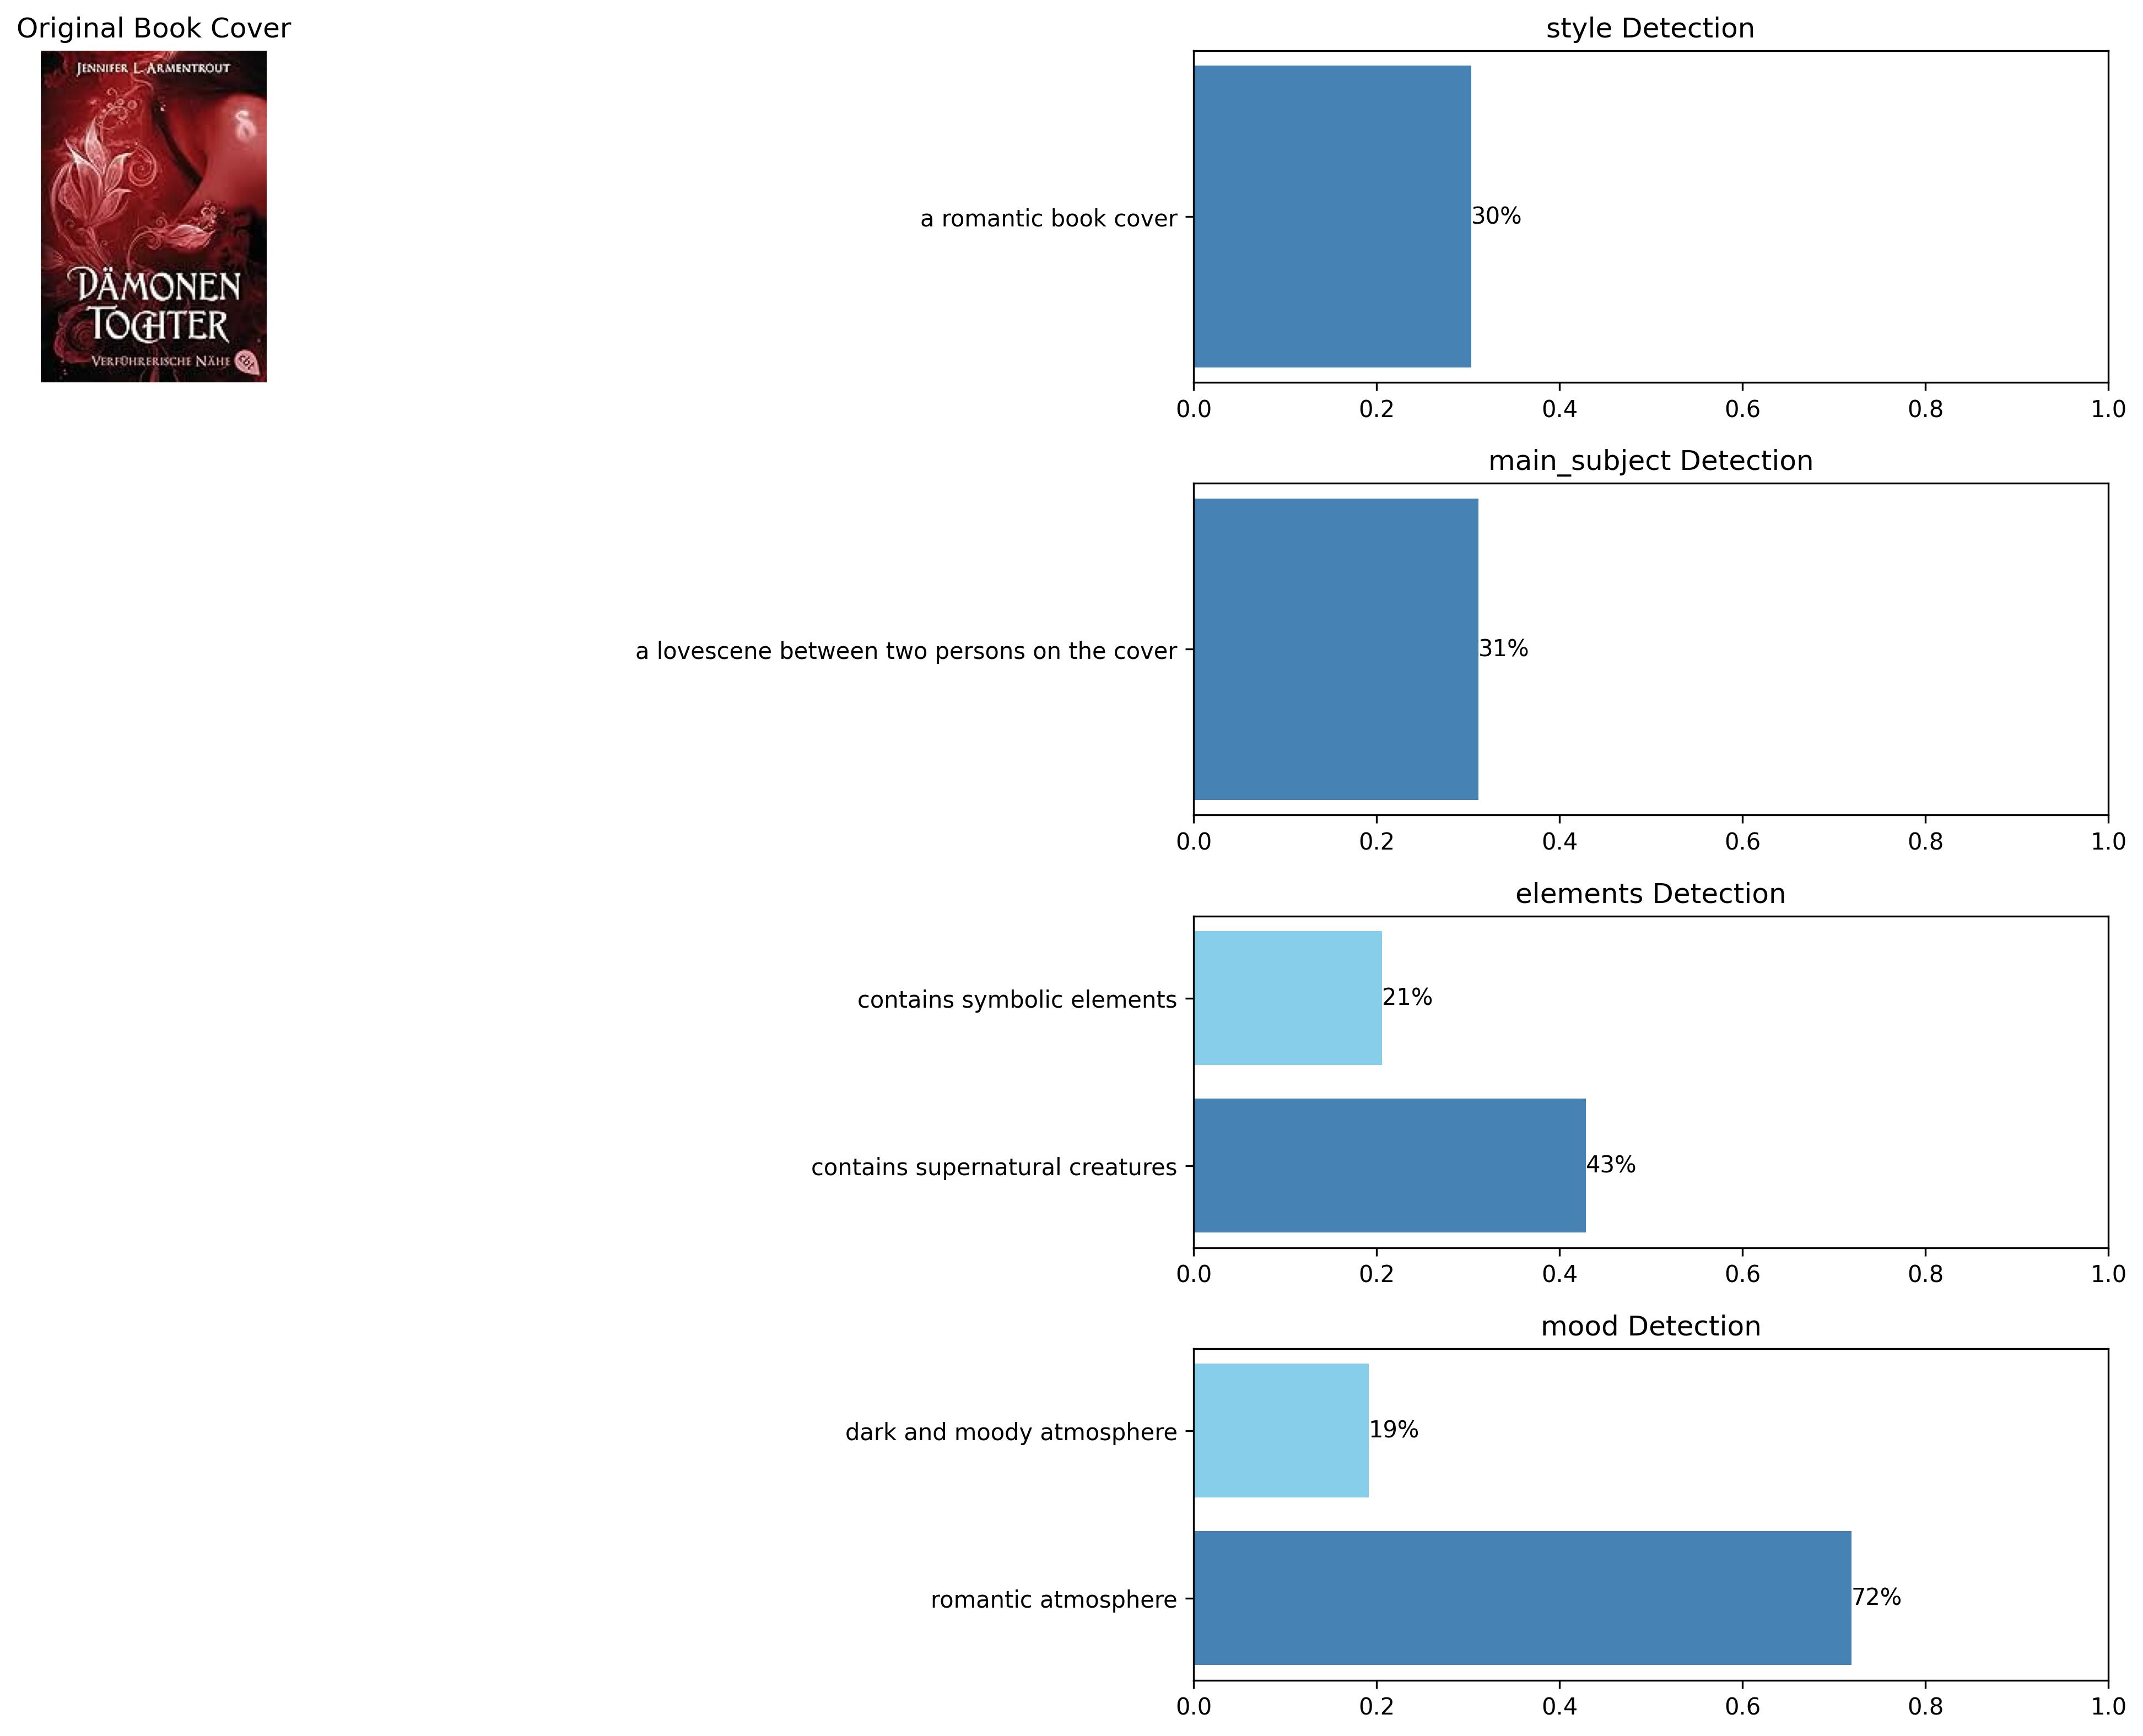 Original Book Cover
JENNIFER L. ARMENTROUT
DÄMONEN
TOCHTER
VERFÜHRERISCHE NÄHE
cbt
style Detection
a romantic book cover
30%
0.0 0.2 0.4 0.6 0.8 1.0
main_subject Detection
a lovescene between two persons on the cover
31%
0.0 0.2 0.4 0.6 0.8 1.0
elements Detection
contains symbolic elements
21%
contains supernatural creatures
43%
0.0 0.2 0.4 0.6 0.8 1.0
mood Detection
dark and moody atmosphere
19%
romantic atmosphere
72%
0.0 0.2 0.4 0.6 0.8 1.0